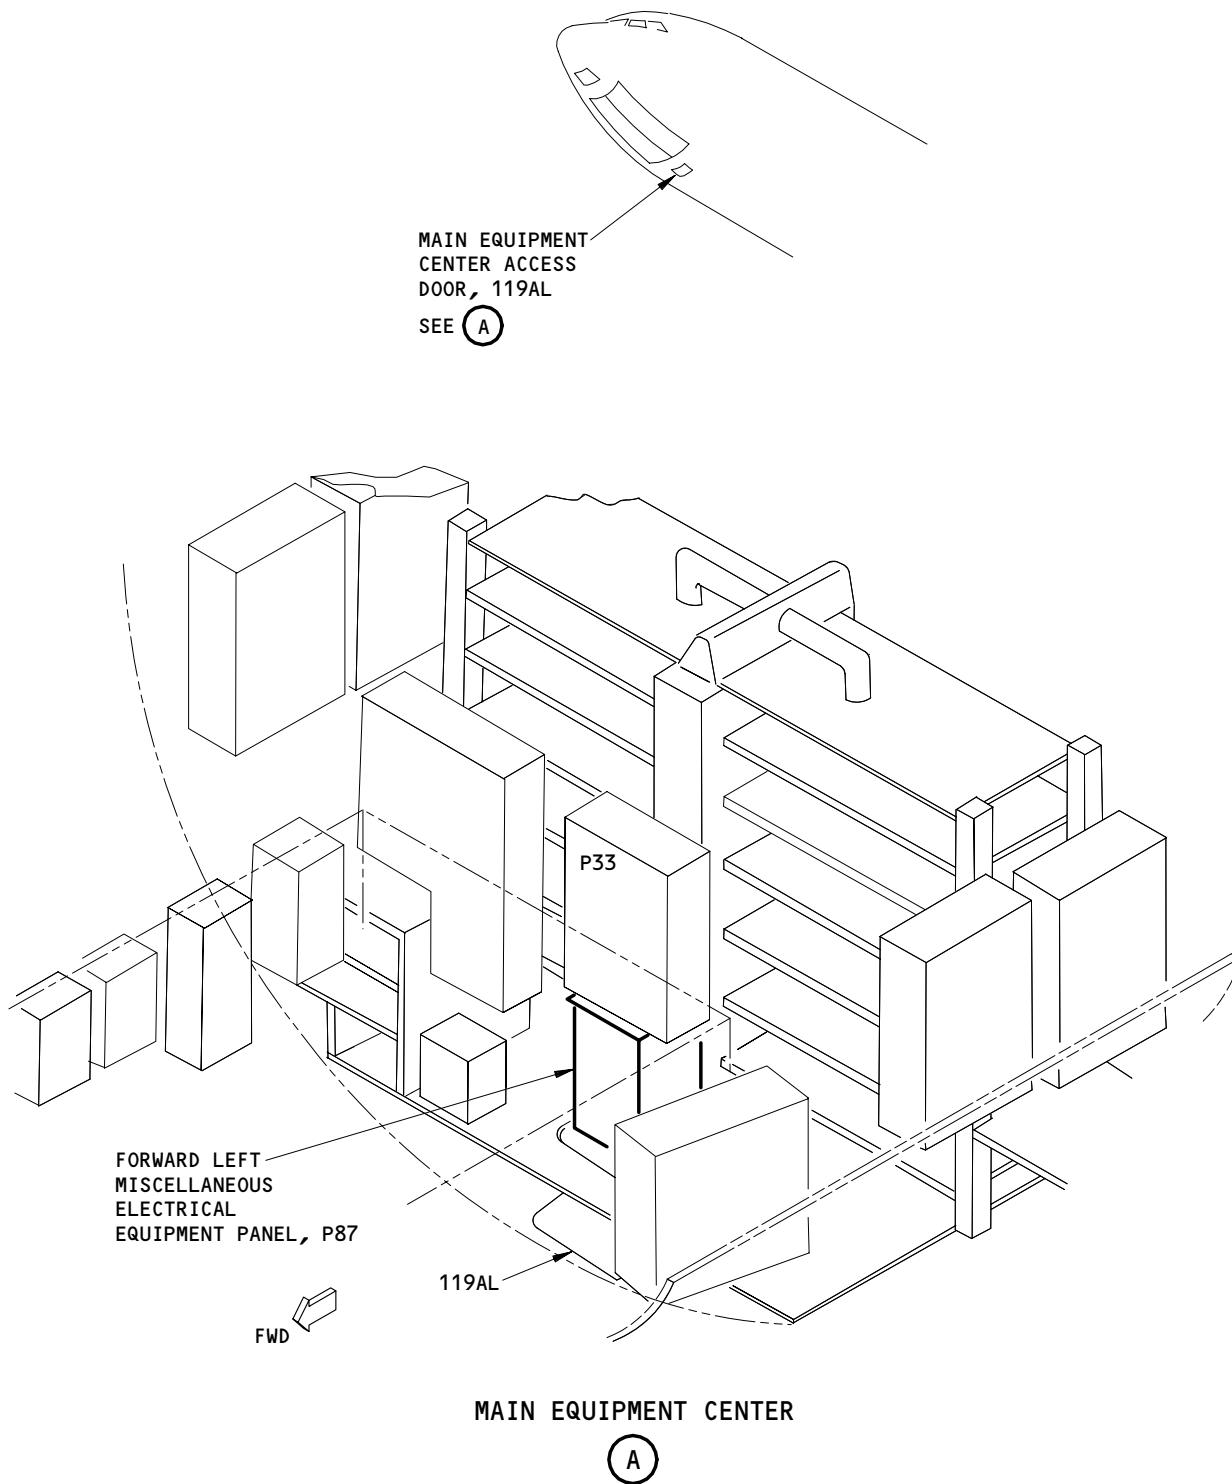 MAIN EQUIPMENT
CENTER ACCESS
DOOR, 119AL
SEE A
P33
FORWARD LEFT
MISCELLANEOUS
ELECTRICAL
EQUIPMENT PANEL, P87
119AL
FWD
MAIN EQUIPMENT CENTER
A